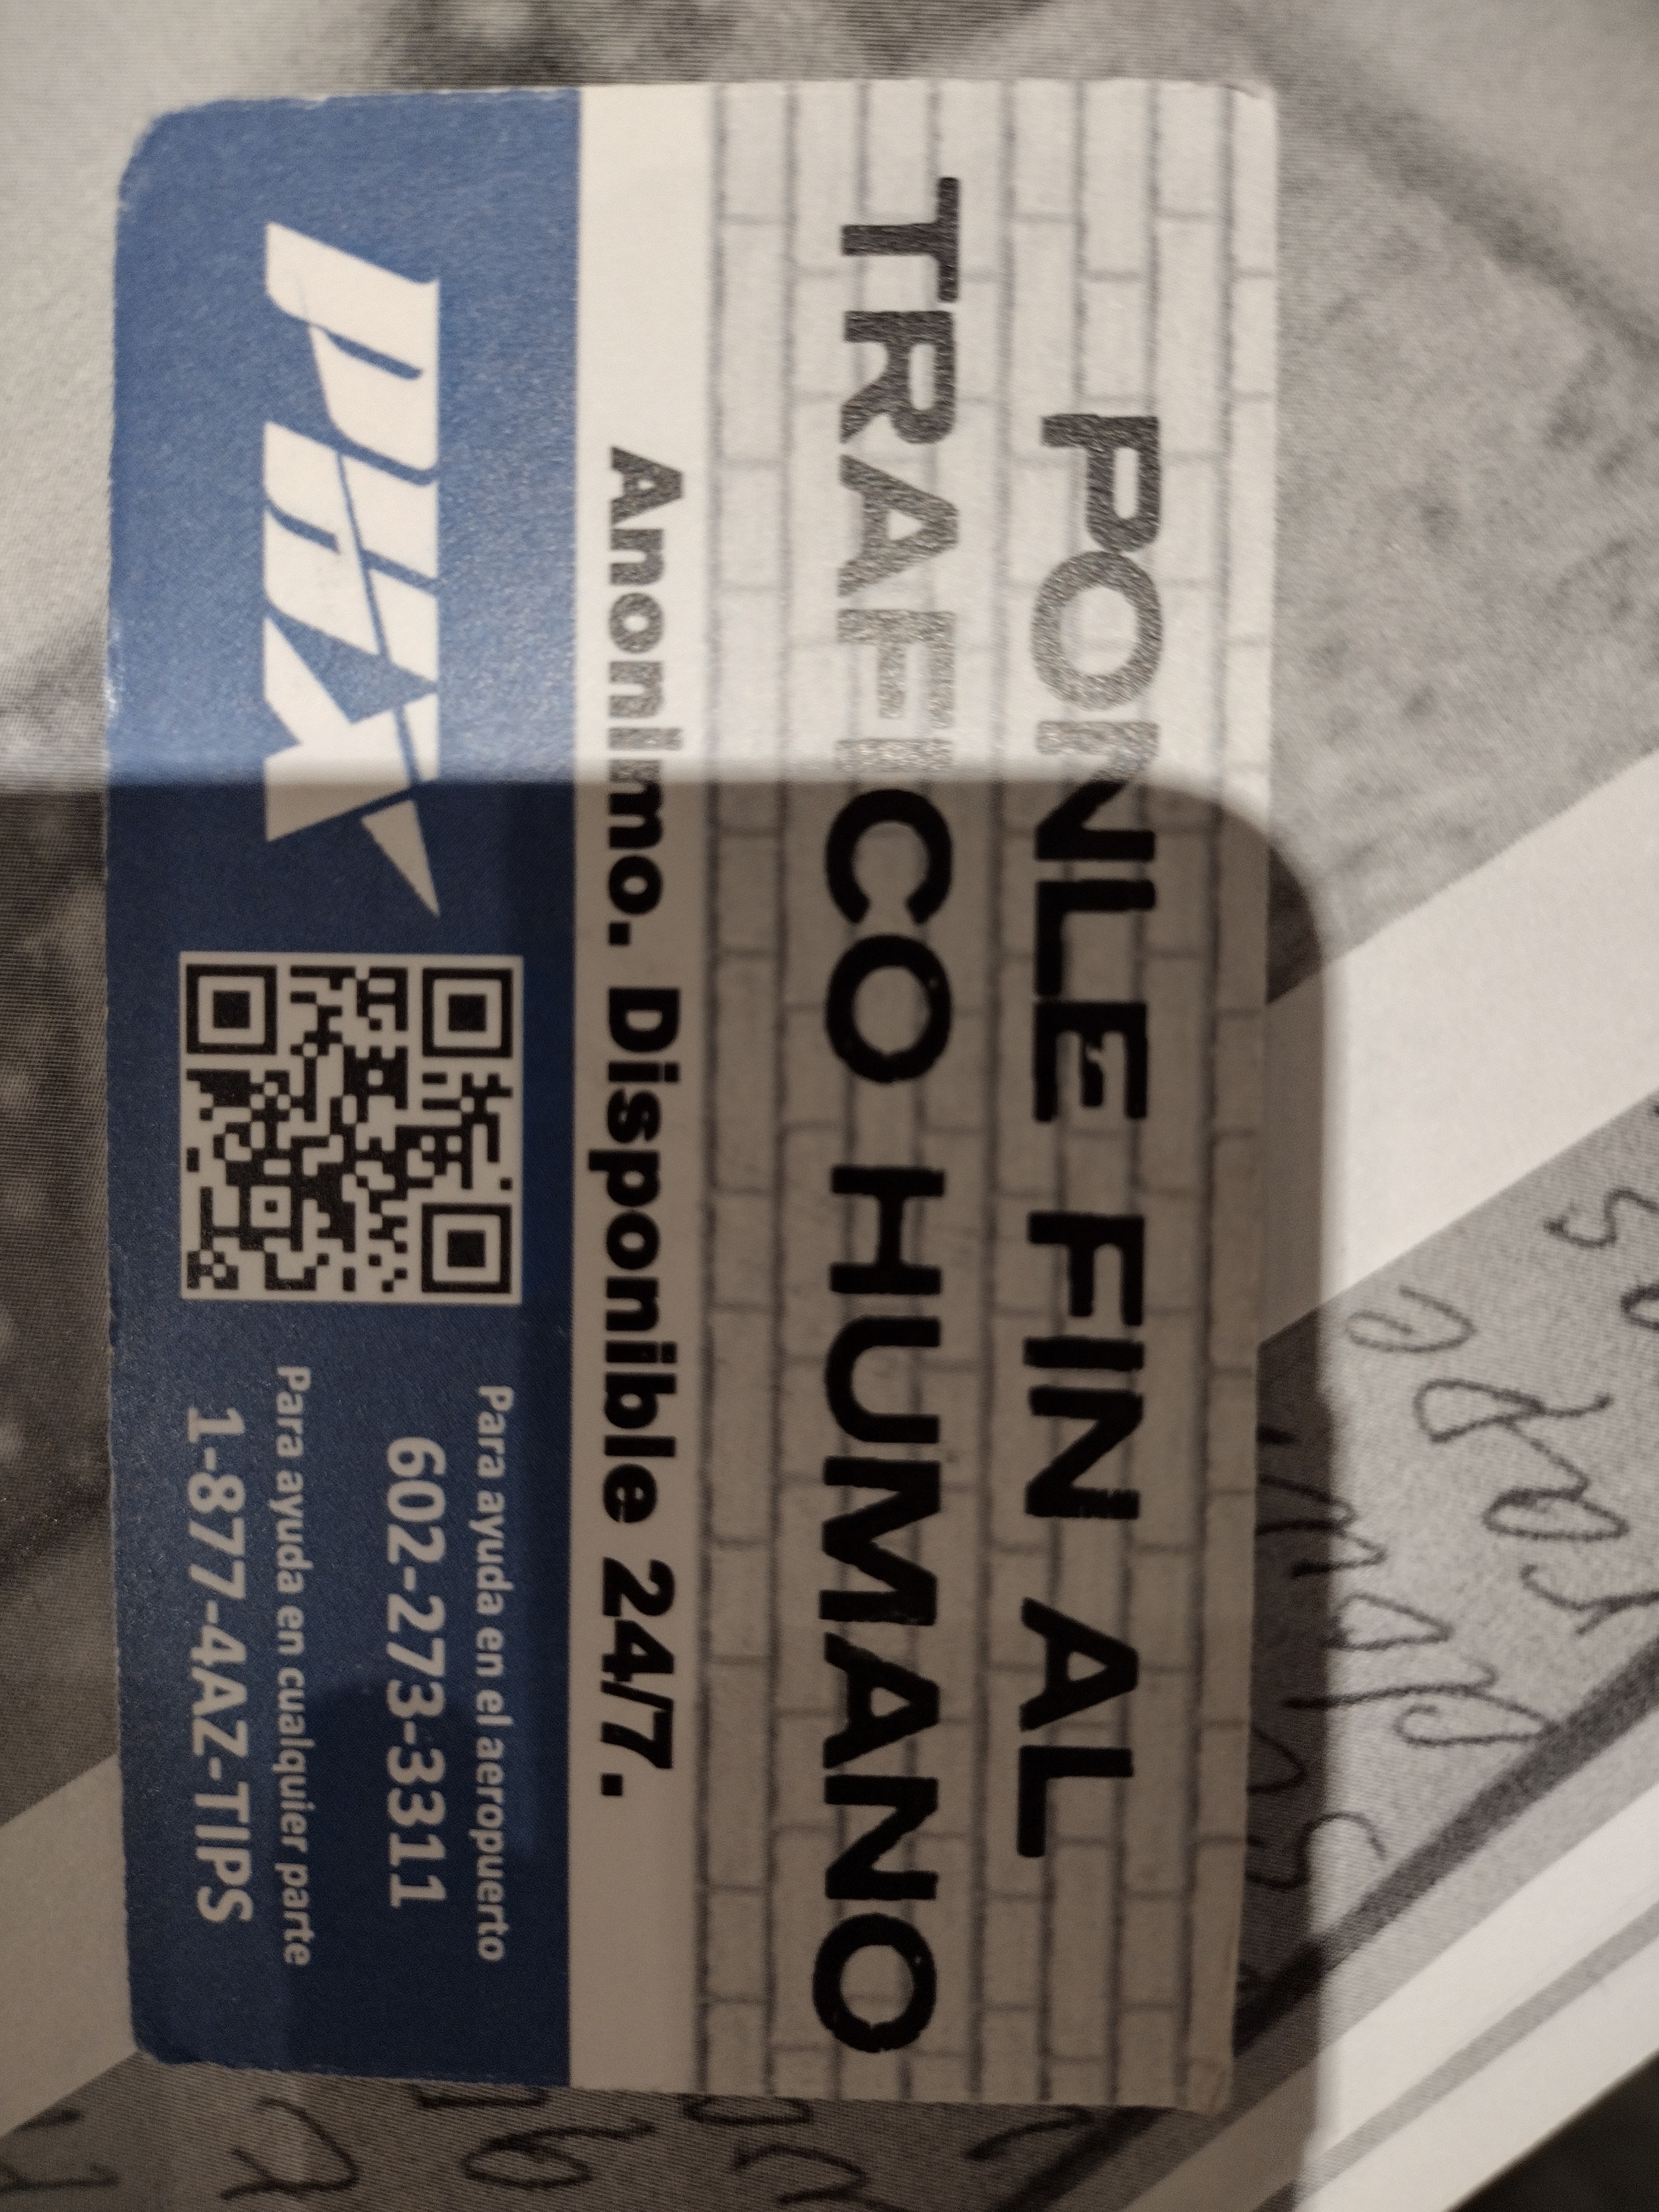 PONLE FIN AL
TRAFICO HUMANO
Anonimo. Disponible 24/7.
PHX
Para ayuda en el aeropuerto
602-273-3311
Para ayuda en cualquier parte
1-877-4AZ-TIPS